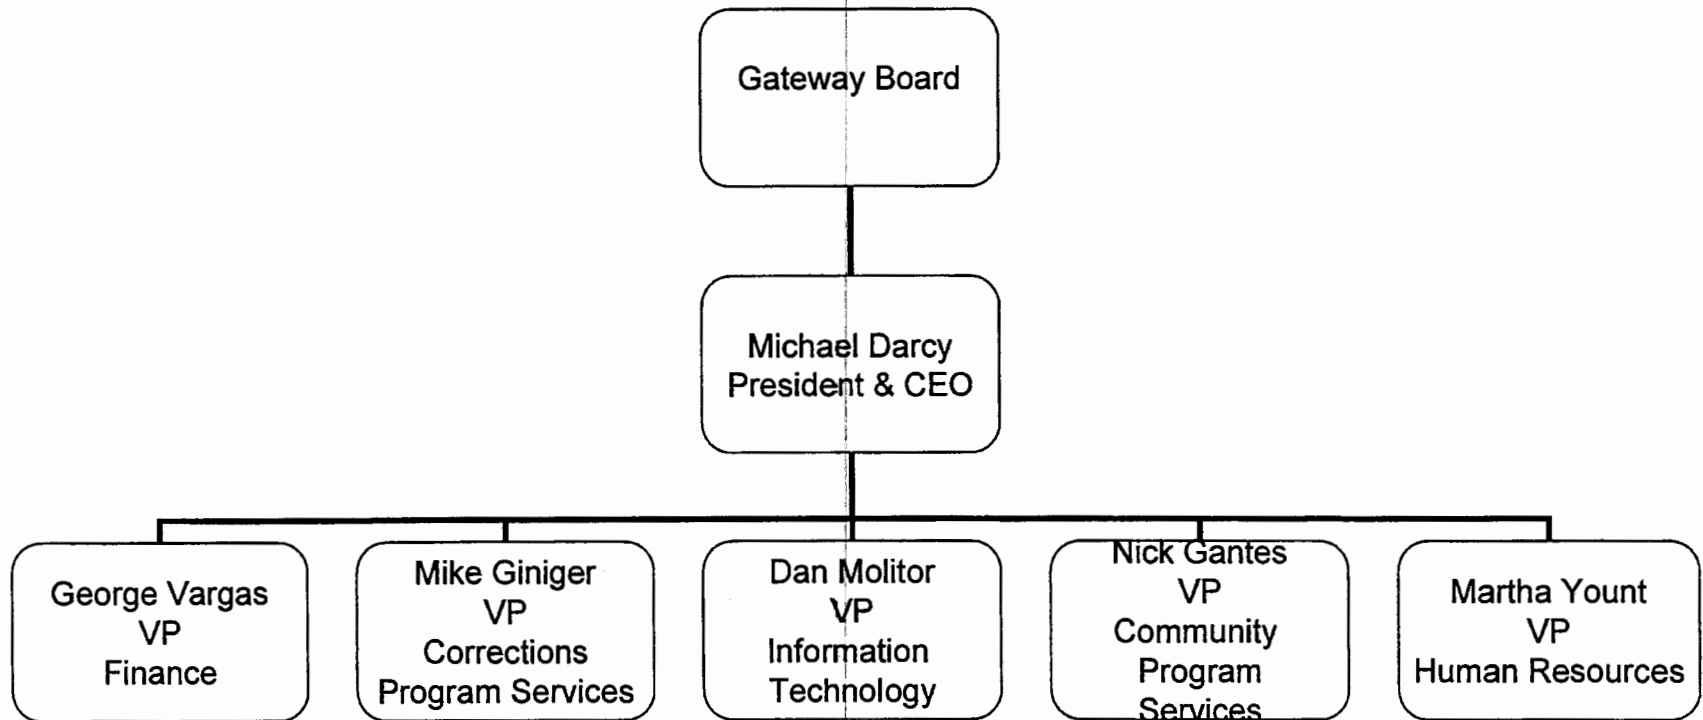 Gateway Board
Michael Darcy
President & CEO
George Vargas
VP
Finance
Mike Giniger
VP
Corrections
Program Services
Dan Molitor
VP
Information
Technology
Nick Gantes
VP
Community
Program
Services
Martha Yount
VP
Human Resources